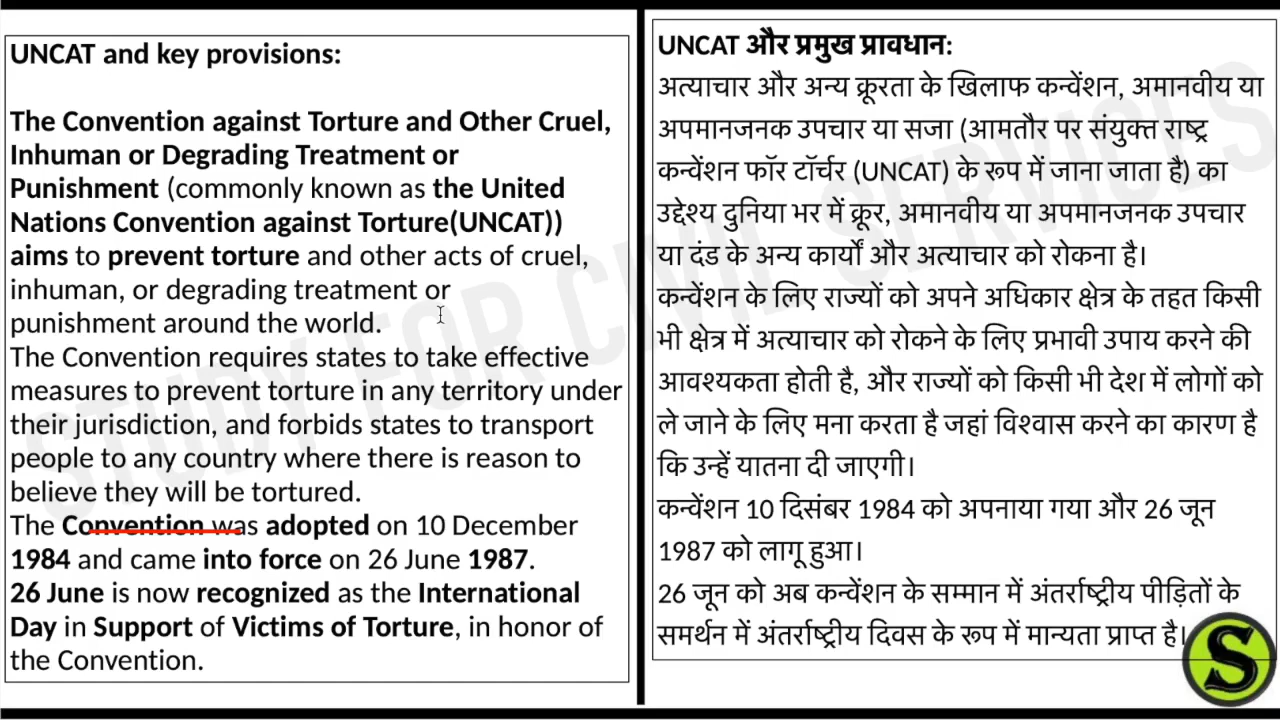 UNCAT and key provisions:
The Convention against Torture and Other Cruel,
Inhuman or Degrading Treatment or
Punishment (commonly known as the United
Nations Convention against Torture(UNCAT))
aims to prevent torture and other acts of cruel,
inhuman, or degrading treatment or
punishment around the world.
The Convention requires states to take effective
measures to prevent torture in any territory under
their jurisdiction, and forbids states to transport
people to any country where there is reason to
believe they will be tortured.
The Convention was adopted on 10 December
1984 and came into force on 26 June 1987.
26 June is now recognized as the International
Day in Support of Victims of Torture, in honor of
the Convention.
UNCAT और प्रमुख प्रावधान:
अत्याचार और अन्य क्रूरता के खिलाफ कन्वेंशन, अमानवीय या
अपमानजनक उपचार या सजा (आमतौर पर संयुक्त राष्ट्र
कन्वेंशन फॉर टॉर्चर (UNCAT) के रूप में जाना जाता है) का
उद्देश्य दुनिया भर में क्रूर, अमानवीय या अपमानजनक उपचार
या दंड के अन्य कार्यों और अत्याचार को रोकना है।
कन्वेंशन के लिए राज्यों को अपने अधिकार क्षेत्र के तहत किसी
भी क्षेत्र में अत्याचार को रोकने के लिए प्रभावी उपाय करने की
आवश्यकता होती है, और राज्यों को किसी भी देश में लोगों को
ले जाने के लिए मना करता है जहां विश्वास करने का कारण है
कि उन्हें यातना दी जाएगी।
कन्वेंशन 10 दिसंबर 1984 को अपनाया गया और 26 जून
1987 को लागू हुआ।
26 जून को अब कन्वेंशन के सम्मान में अंतर्राष्ट्रीय पीड़ितों के
समर्थन में अंतर्राष्ट्रीय दिवस के रूप में मान्यता प्राप्त है।
STUDY FOR CIVIL SERVICES
S